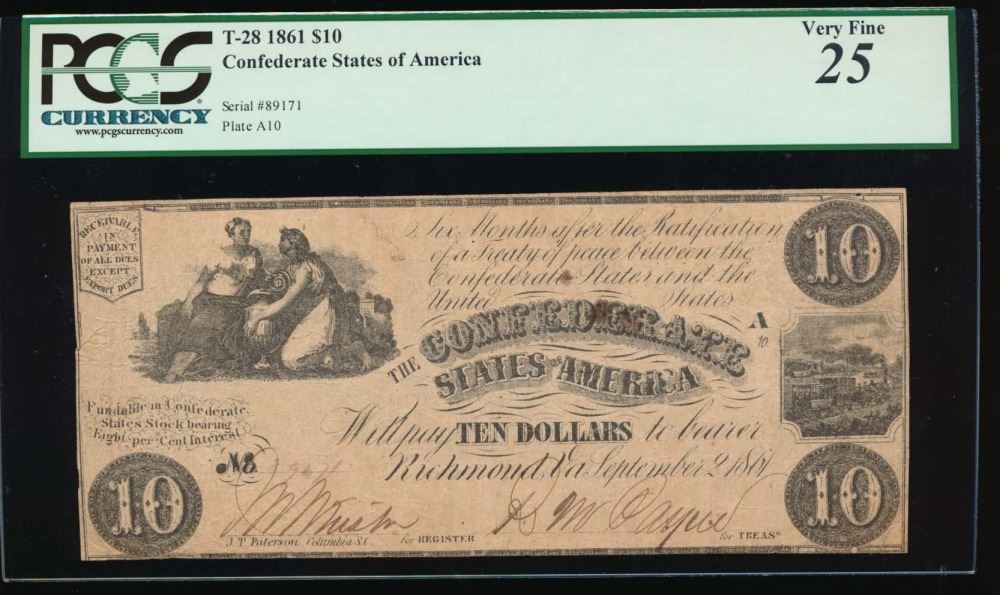 PCGS
CURRENCY
www.pcgscurrency.com
T-28 1861 $10
Confederate States of America
Serial #89171
Plate A10
Very Fine
25
RECEIVABLE
IN
PAYMENT
OF ALL DUES
EXCEPT
EXPORT DUES
Six Months after the Ratification
of a Treaty of peace between the
Confederate States and the
United States
10
A
10.
THE
CONFEDERATE
STATES OF AMERICA
Fundable in Confederate
States Stock bearing
Eight per Cent Interest
Will pay TEN DOLLARS to bearer
Richmond, Va September 2 1861
No.
10
10
J.T. Paterson, Columbia S.C.
for REGISTER
for TREASR